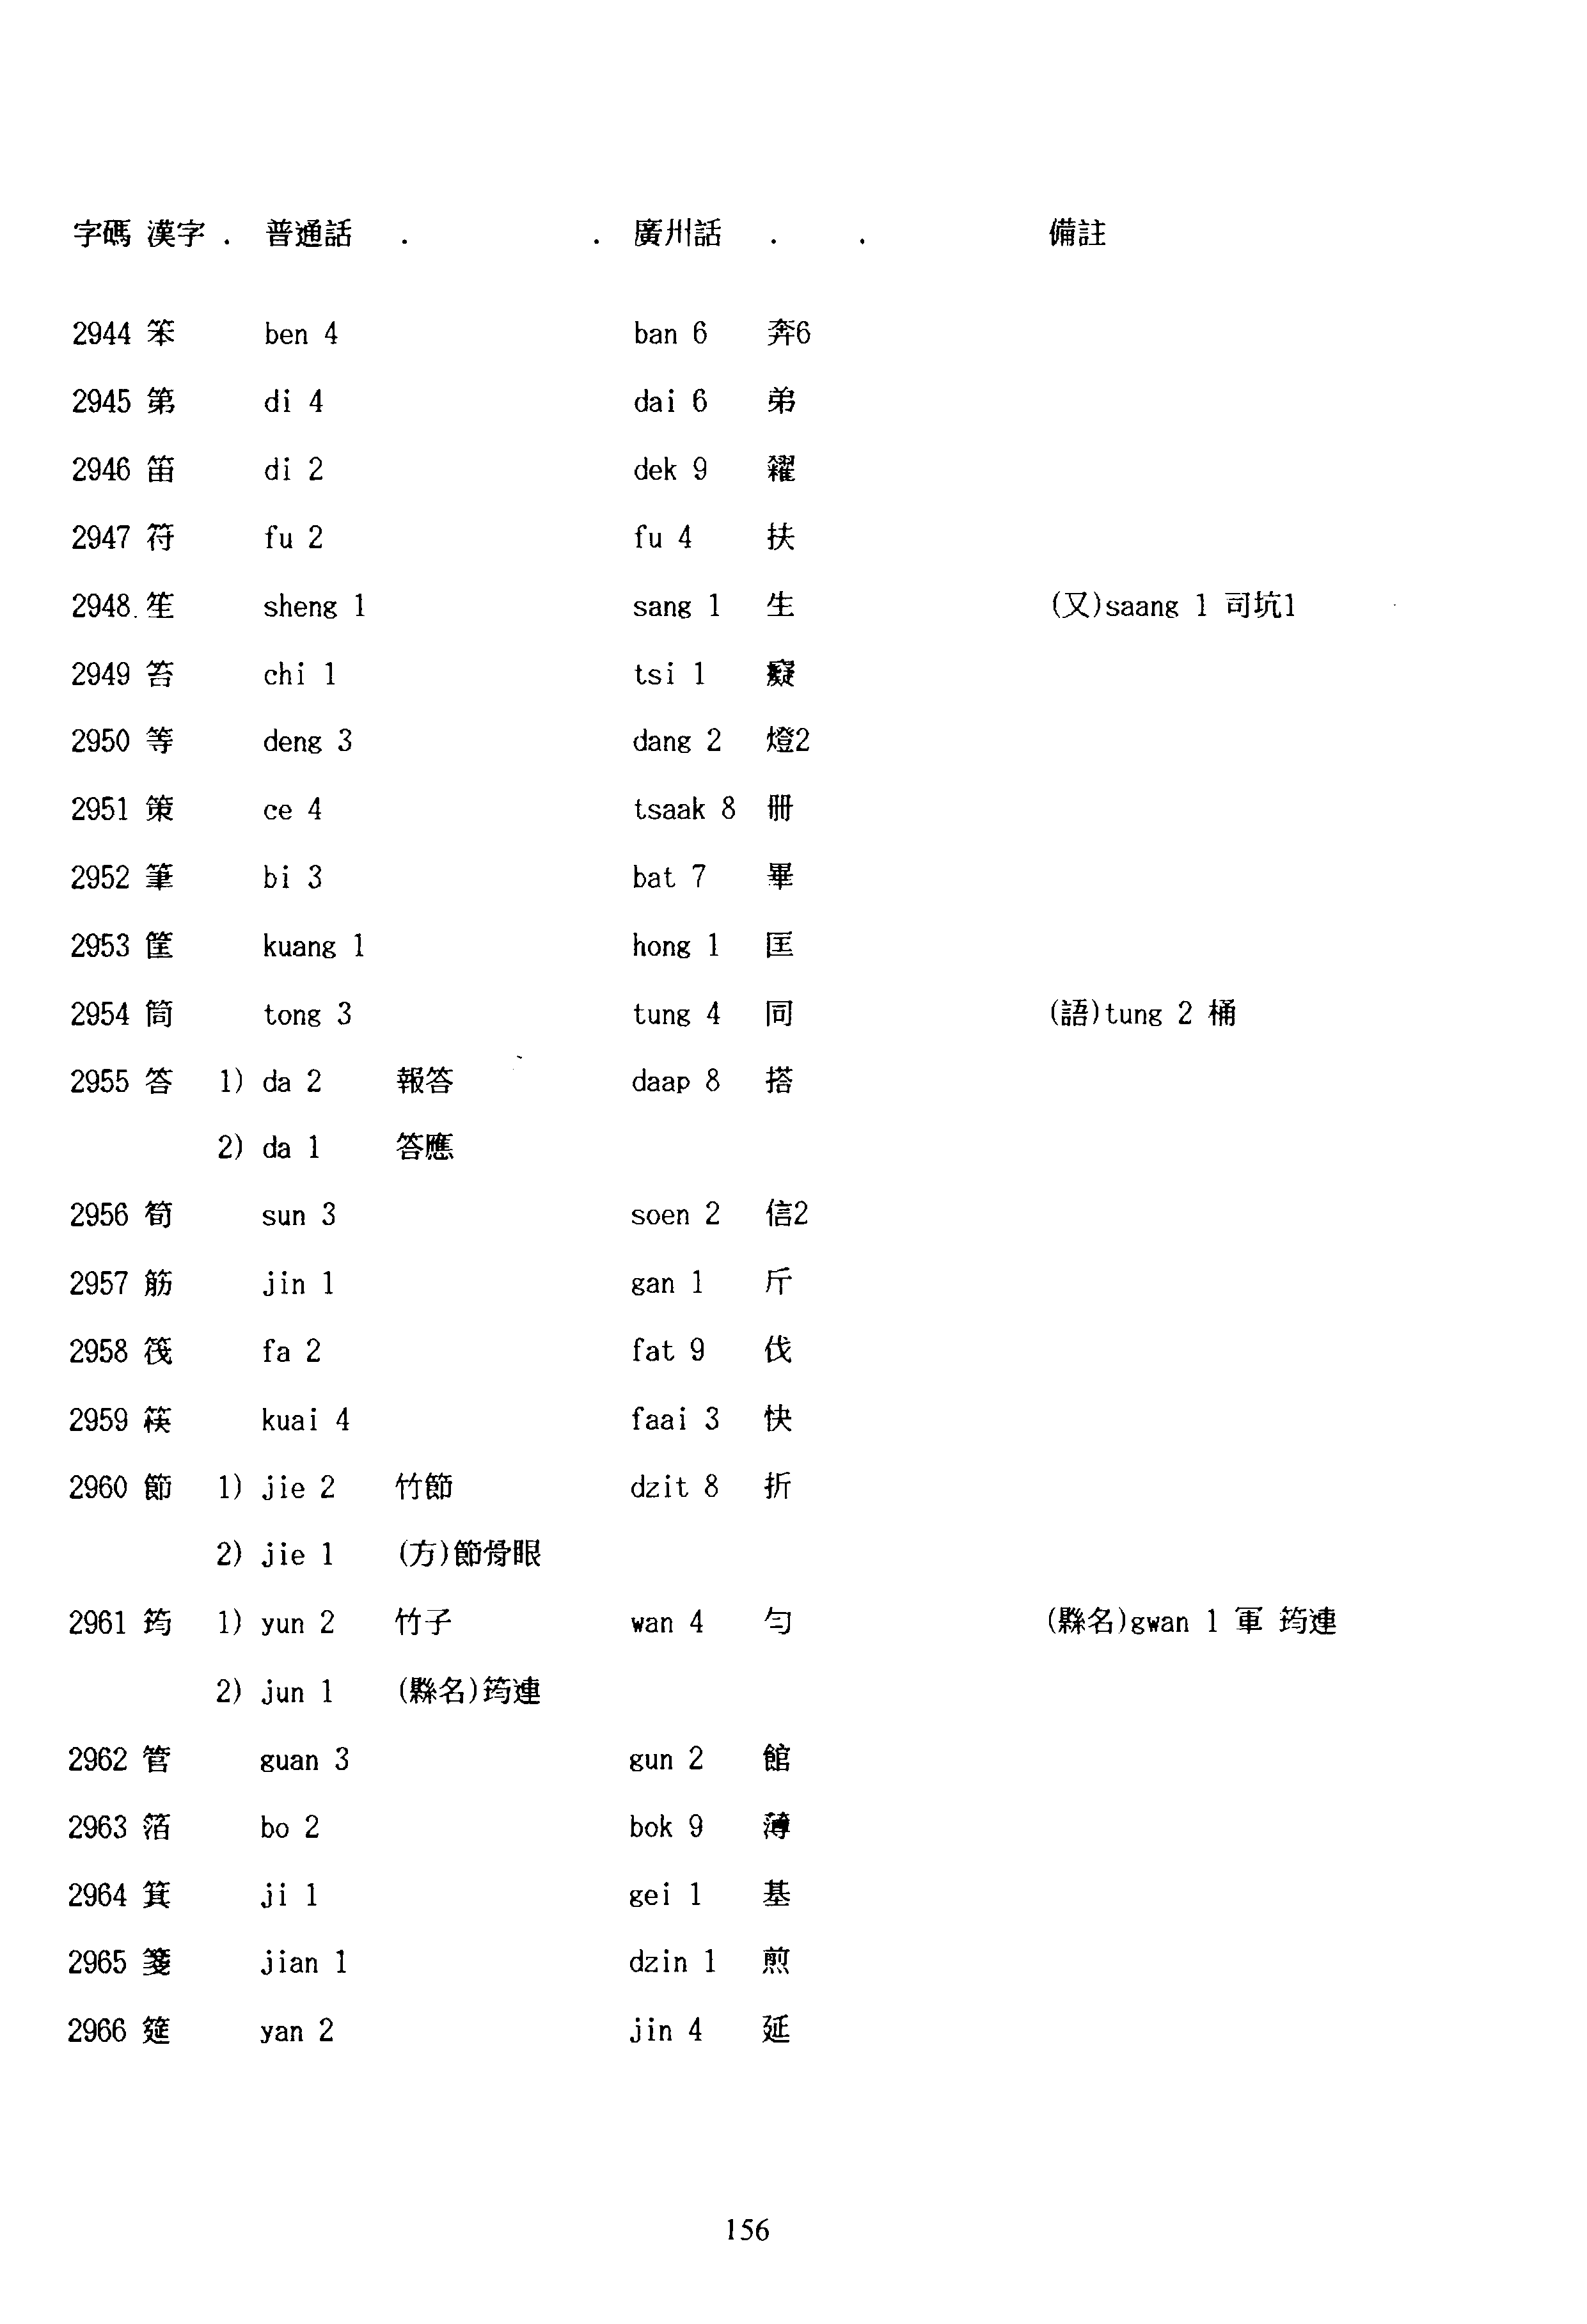 字碼 漢字 . 普通話 . . 廣州話 . . 備註
2944 笨 ben 4 ban 6 奔6
2945 第 di 4 dai 6 弟
2946 笛 di 2 dek 9 糴
2947 符 fu 2 fu 4 扶
2948 笙 sheng 1 sang 1 生 (又)saang 1 司坑1
2949 笞 chi 1 tsi 1 癡
2950 等 deng 3 dang 2 燈2
2951 策 ce 4 tsaak 8 冊
2952 筆 bi 3 bat 7 畢
2953 筐 kuang 1 hong 1 匡
2954 筒 tong 3 tung 4 同 (語)tung 2 桶
2955 答 1) da 2 報答 daap 8 搭
2) da 1 答應
2956 筍 sun 3 soen 2 信2
2957 筋 jin 1 gan 1 斤
2958 筏 fa 2 fat 9 伐
2959 筷 kuai 4 faai 3 快
2960 節 1) jie 2 竹節 dzit 8 折
2) jie 1 (方)節骨眼
2961 筠 1) yun 2 竹子 wan 4 勻 (縣名)gwan 1 軍 筠連
2) jun 1 (縣名)筠連
2962 管 guan 3 gun 2 館
2963 箔 bo 2 bok 9 薄
2964 箕 ji 1 gei 1 基
2965 箋 jian 1 dzin 1 煎
2966 筵 yan 2 jin 4 延
156